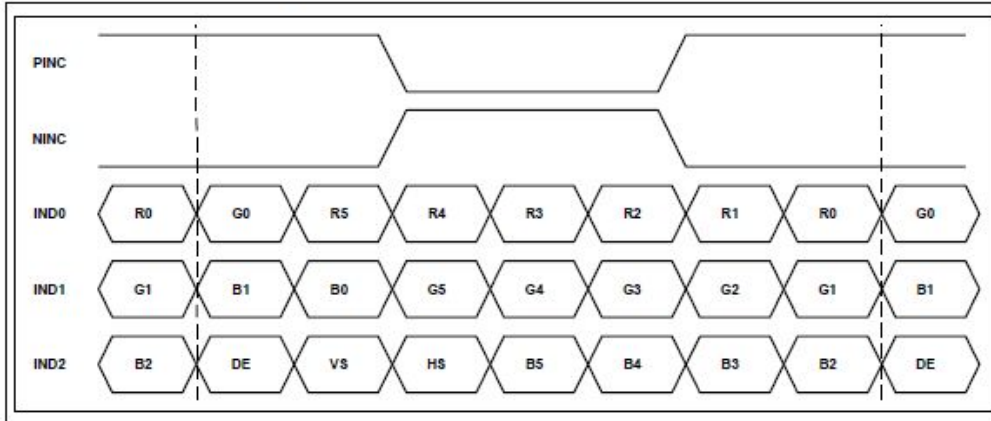 PINC
NINC
IND0 R0 G0 R5 R4 R3 R2 R1 R0 G0
IND1 G1 B1 B0 G5 G4 G3 G2 G1 B1
IND2 B2 DE VS HS B5 B4 B3 B2 DE